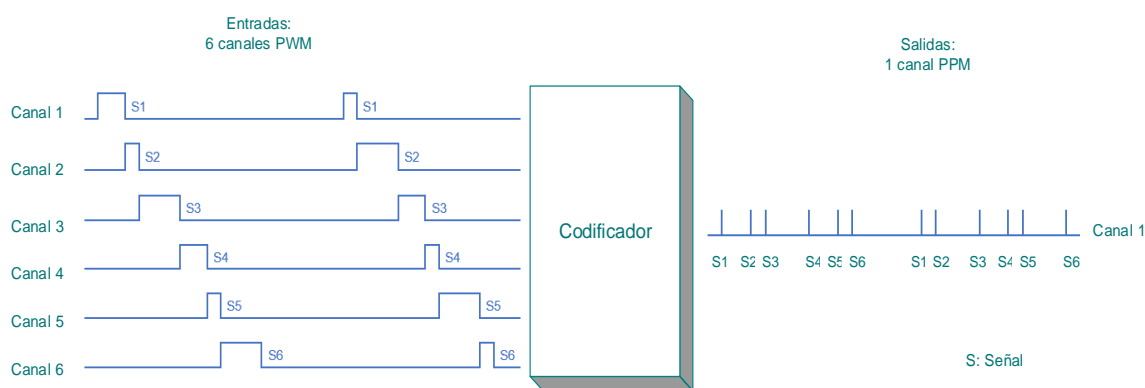 Entradas:
6 canales PWM
Salidas:
1 canal PPM
Canal 1
S1
S1
Canal 2
S2
S2
Canal 3
S3
S3
Canal 4
S4
S4
Canal 5
S5
S5
Canal 6
S6
S6
Codificador
Canal 1
S1 S2 S3 S4 S5 S6 S1 S2 S3 S4 S5 S6
S: Señal